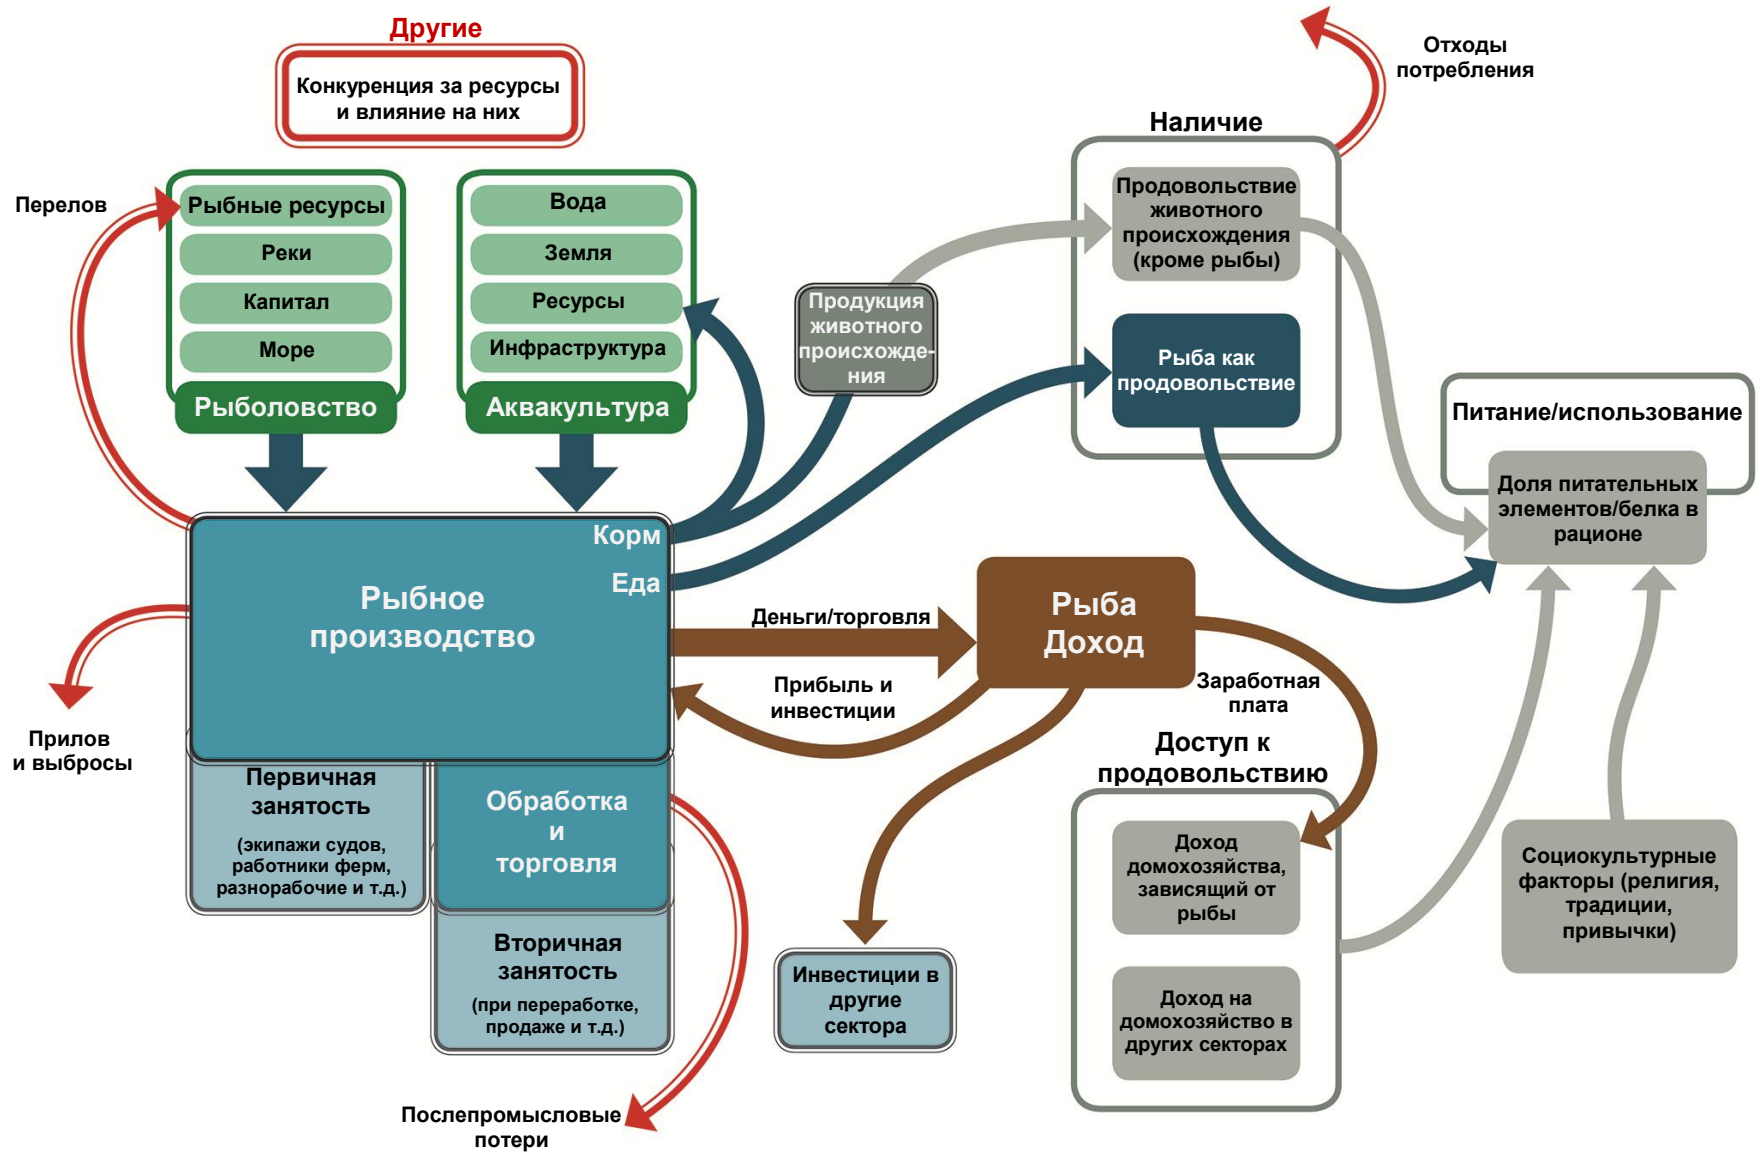 Другие
Конкуренция за ресурсы
и влияние на них
Отходы
потребления
Перелов
Рыбные ресурсы
Реки
Капитал
Море
Рыболовство
Вода
Земля
Ресурсы
Инфраструктура
Аквакультура
Продукция
животного
происхожде-
ния
Наличие
Продовольствие
животного
происхождения
(кроме рыбы)
Рыба как
продовольствие
Питание/использование
Доля питательных
элементов/белка в
рационе
Корм
Еда
Рыбное
производство
Деньги/торговля
Прибыль и
инвестиции
Рыба
Доход
Заработная
плата
Прилов
и выбросы
Первичная
занятость
(экипажи судов,
работники ферм,
разнорабочие и т.д.)
Обработка
и
торговля
Вторичная
занятость
(при переработке,
продаже и т.д.)
Послепромысловые
потери
Инвестиции в
другие
сектора
Доступ к
продовольствию
Доход
домохозяйства,
зависящий от
рыбы
Доход на
домохозяйство в
других секторах
Социокультурные
факторы (религия,
традиции,
привычки)